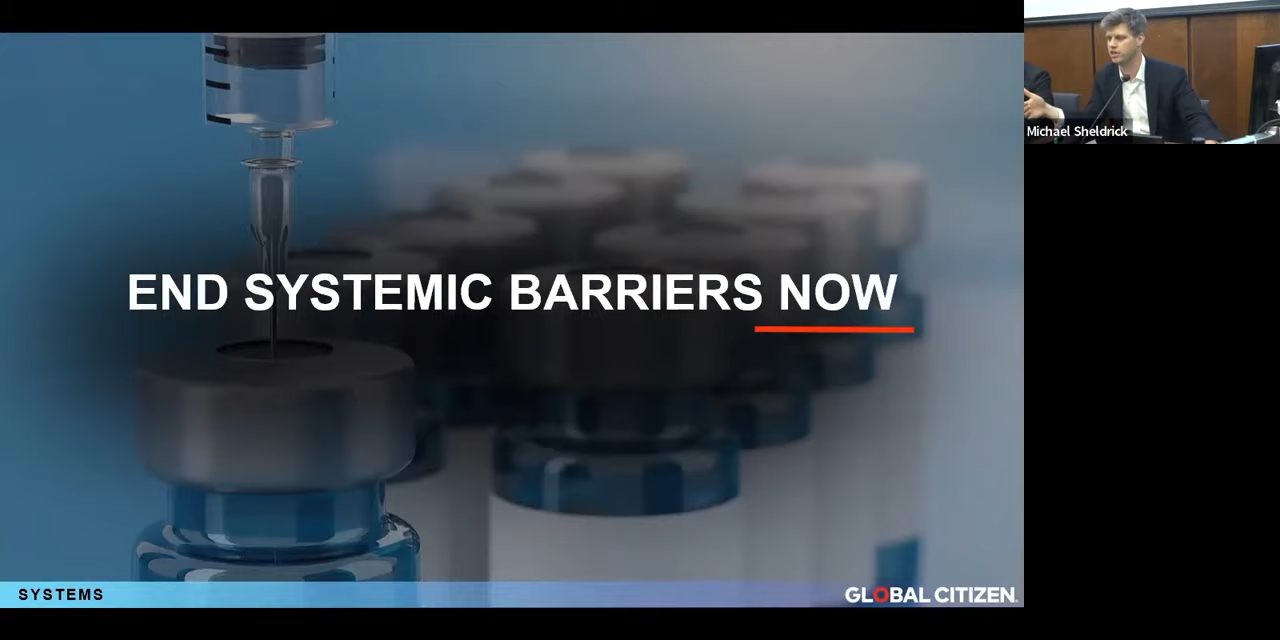 Michael Sheldrick
END SYSTEMIC BARRIERS NOW
SYSTEMS
GLOBAL CITIZEN.